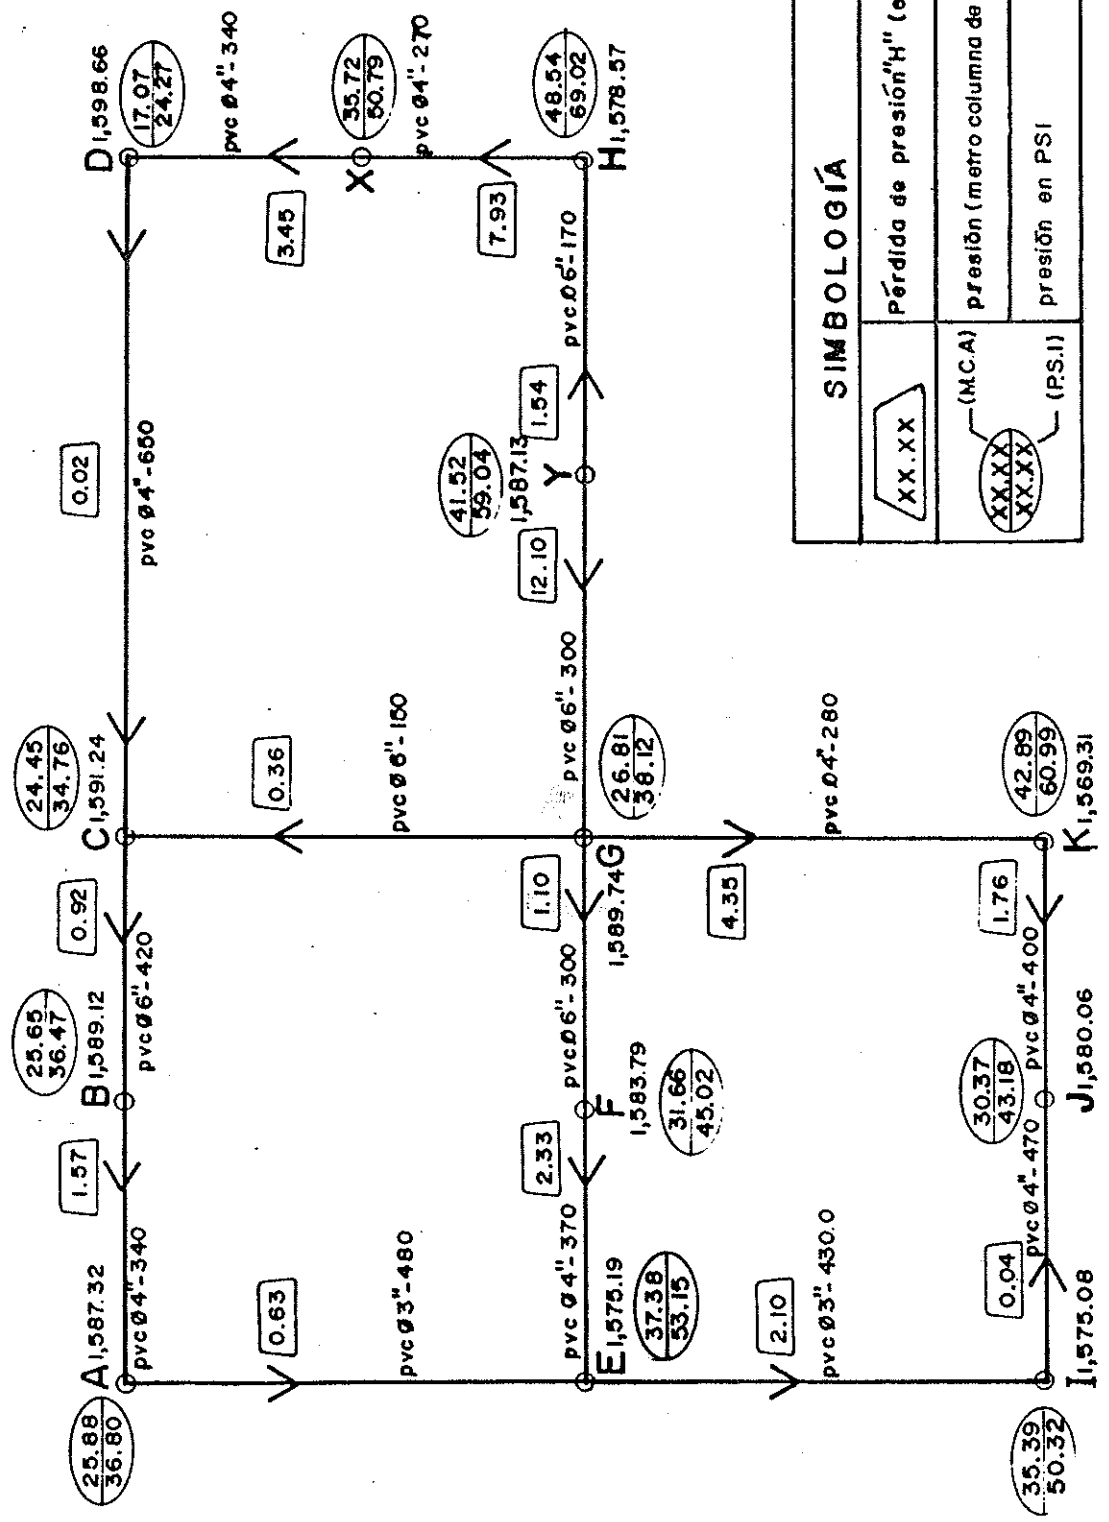 A 1,587.32
25.88
36.80
pvc Ø4"-340
1.57
B 1,589.12
25.65
36.47
pvc Ø6"-420
0.92
C 1,591.24
24.45
34.76
pvc Ø4"-650
0.02
D 1,598.66
17.07
24.27
pvc Ø4"-340
3.45
X
35.72
50.79
pvc Ø4"-270
7.93
H 1,578.57
48.54
69.02
pvc Ø6"-170
1.54
Y
1,587.13
41.52
59.04
12.10
pvc Ø6"-300
0.36
pvc Ø6"-150
G
1,589.74
26.81
38.12
1.10
pvc Ø6"-300
F
1,583.79
31.66
45.02
2.33
pvc Ø4"-370
0.63
pvc Ø3"-480
E 1,575.19
37.38
53.15
2.10
pvc Ø3"-430.0
4.35
pvc Ø4"-280
K 1,569.31
42.89
60.99
1.76
pvc Ø4"-400
J 1,580.06
30.37
43.18
pvc Ø4"-470
0.04
I 1,575.08
35.39
50.32
SIMBOLOGÍA
XX.XX
Pérdida de presión "H" (e
XX.XX
XX.XX
(M.C.A)
(P.S.I)
presión (metro columna de
presión en PSI